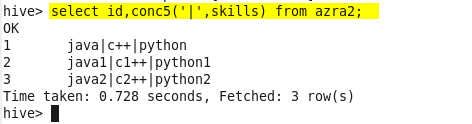 hive> select id,conc5('|',skills) from azra2;
OK
1	java|c++|python
2	java1|c1++|python1
3	java2|c2++|python2
Time taken: 0.728 seconds, Fetched: 3 row(s)
hive>